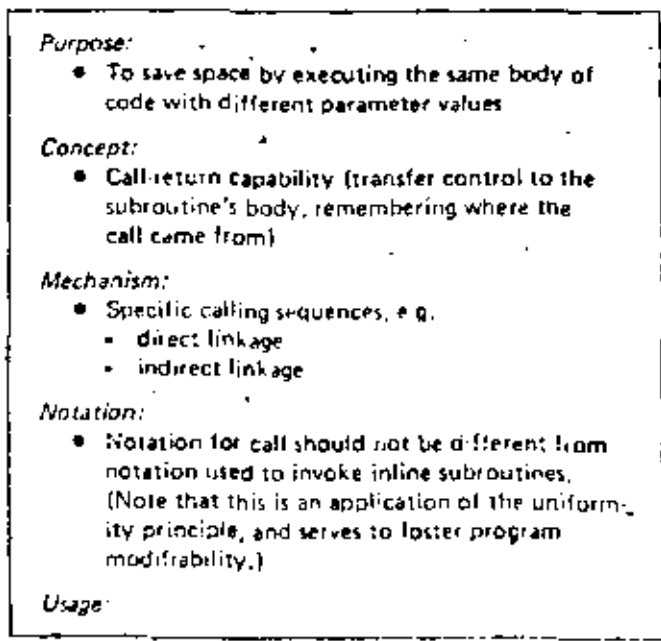 Purpose:
• To save space by executing the same body of
code with different parameter values
Concept:
• Call-return capability (transfer control to the
subroutine's body, remembering where the
call came from)
Mechanism:
• Specific calling sequences, e.g.
- direct linkage
- indirect linkage
Notation:
• Notation for call should not be different from
notation used to invoke inline subroutines.
(Note that this is an application of the uniform-
ity principle, and serves to foster program
modifiability.)
Usage: